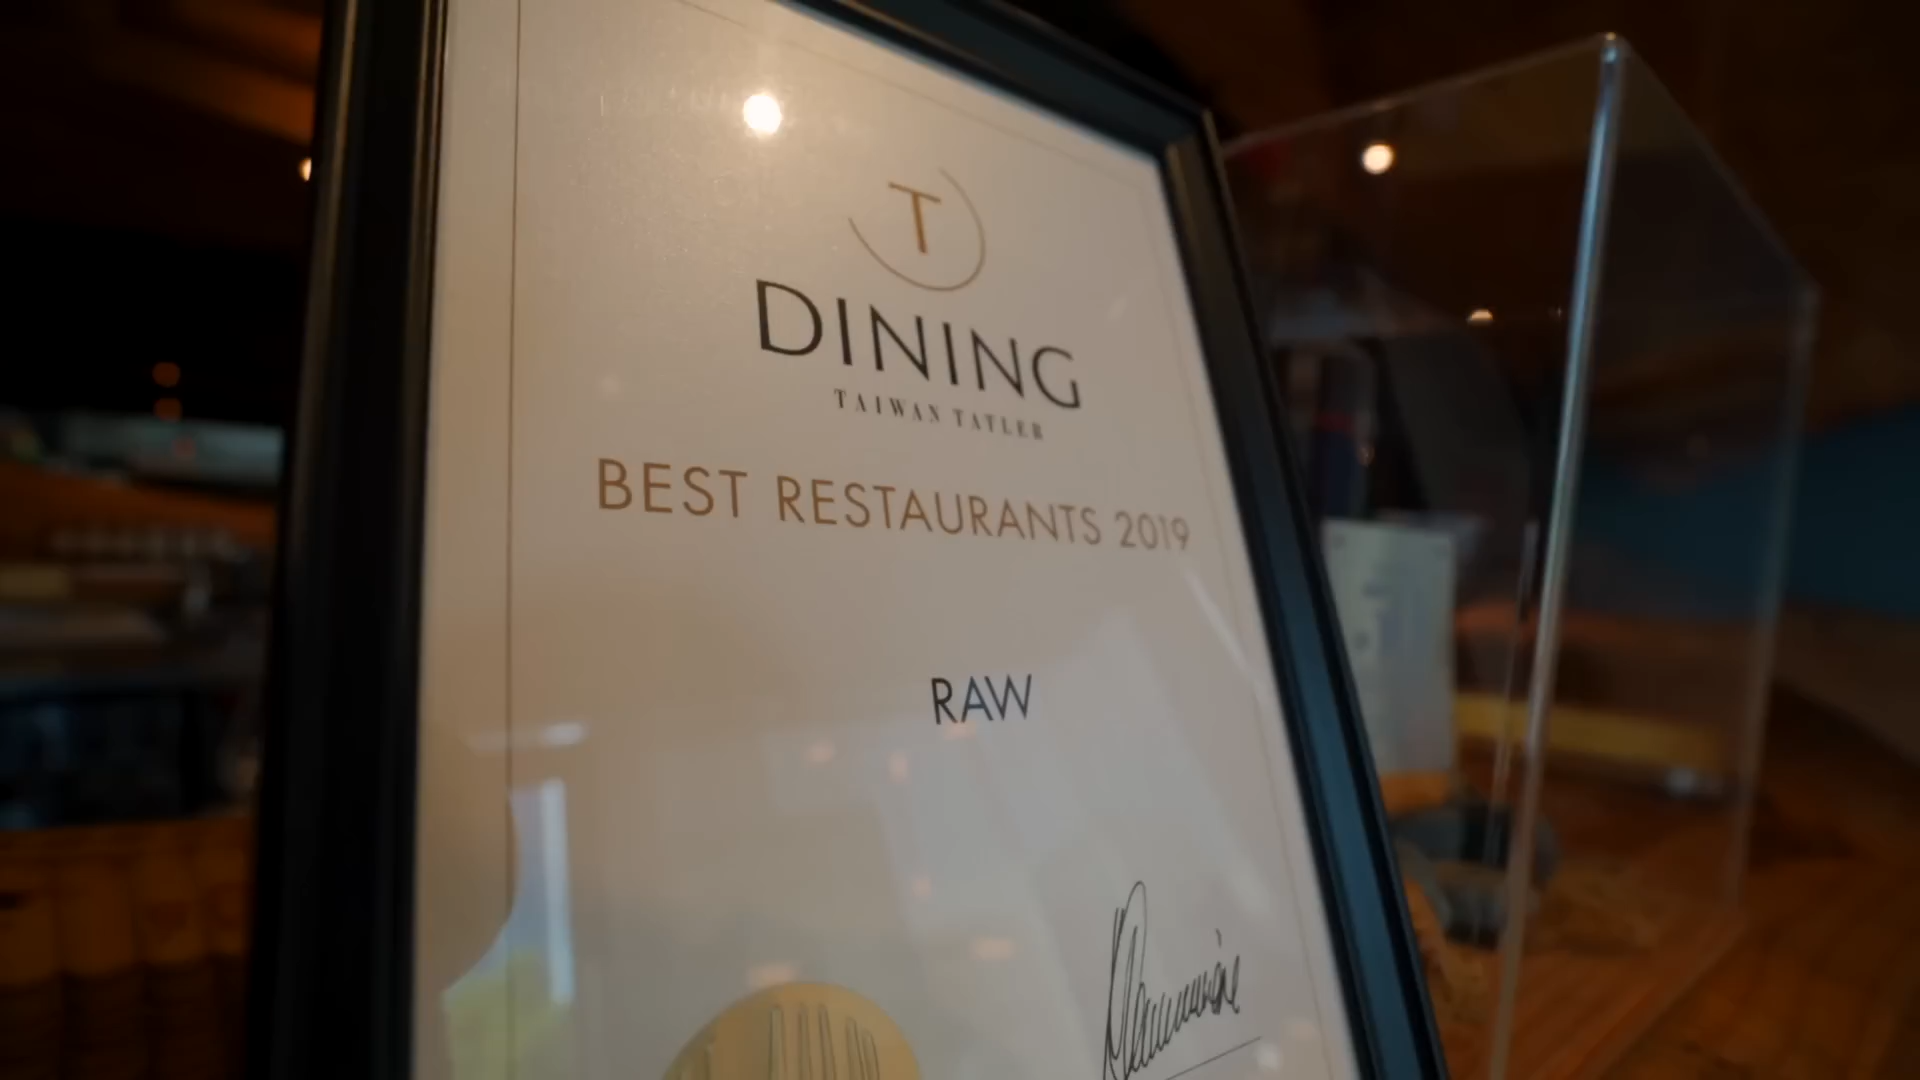 T
DINING
TAIWAN TATLER
BEST RESTAURANTS 2019
RAW